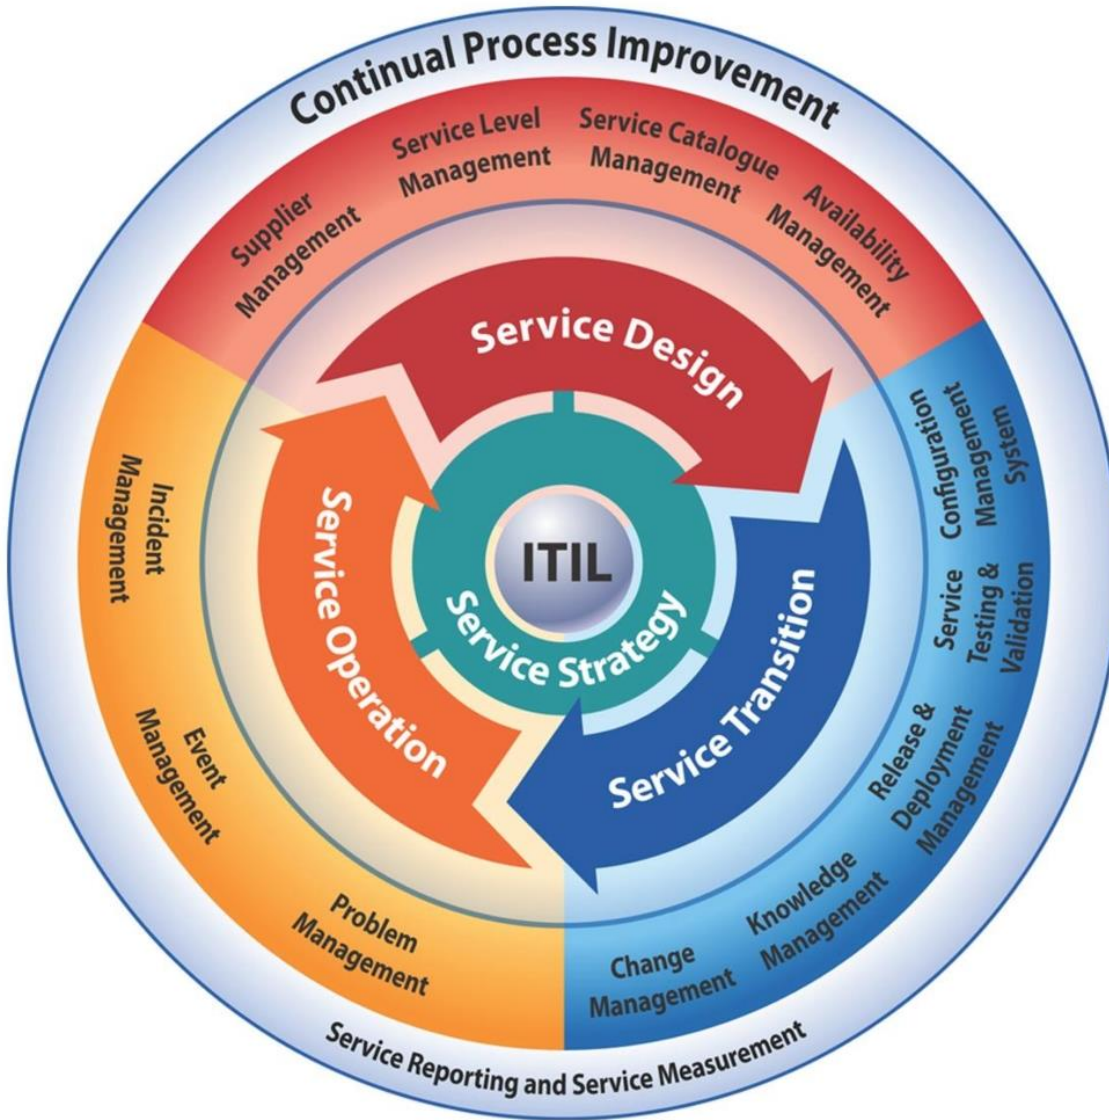 Continual Process Improvement
Supplier
Management
Service Level
Management
Service Catalogue
Management
Availability
Management
Configuration
Management
System
Service
Testing &
Validation
Release &
Deployment
Management
Knowledge
Management
Change
Management
Problem
Management
Event
Management
Incident
Management
Service Design
Service Transition
Service Operation
Service Strategy
ITIL
Service Reporting and Service Measurement